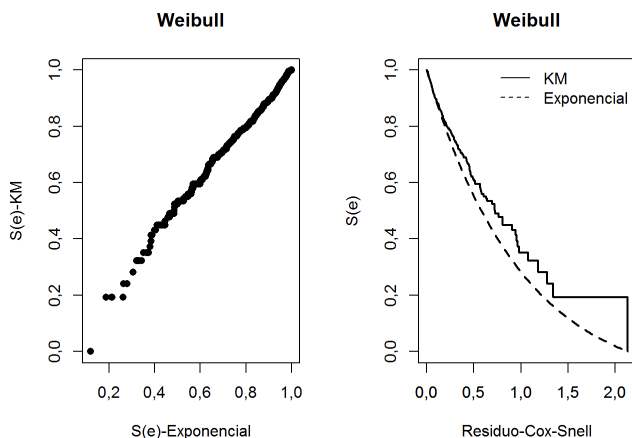 Weibull
S(e)-KM
0,0 0,2 0,4 0,6 0,8 1,0
0,2 0,4 0,6 0,8 1,0
S(e)-Exponencial
Weibull
KM
Exponencial
S(e)
0,0 0,2 0,4 0,6 0,8 1,0
0,0 0,5 1,0 1,5 2,0
Residuo-Cox-Snell